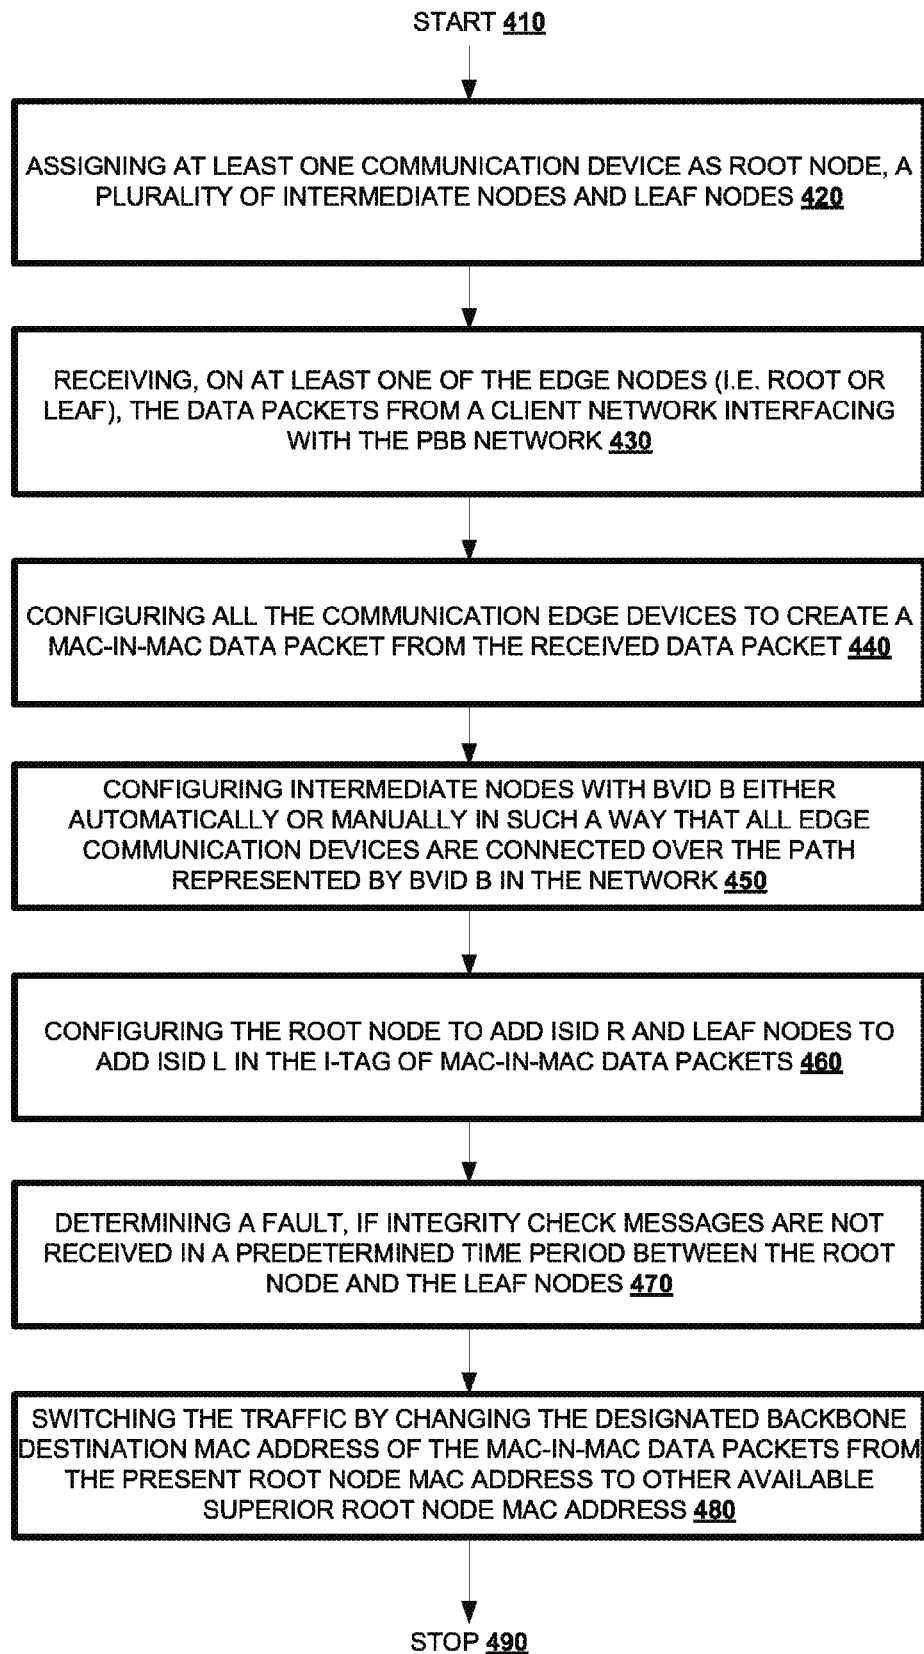 START 410
ASSIGNING AT LEAST ONE COMMUNICATION DEVICE AS ROOT NODE, A
PLURALITY OF INTERMEDIATE NODES AND LEAF NODES 420
RECEIVING, ON AT LEAST ONE OF THE EDGE NODES (I.E. ROOT OR
LEAF), THE DATA PACKETS FROM A CLIENT NETWORK INTERFACING
WITH THE PBB NETWORK 430
CONFIGURING ALL THE COMMUNICATION EDGE DEVICES TO CREATE A
MAC-IN-MAC DATA PACKET FROM THE RECEIVED DATA PACKET 440
CONFIGURING INTERMEDIATE NODES WITH BVID B EITHER
AUTOMATICALLY OR MANUALLY IN SUCH A WAY THAT ALL EDGE
COMMUNICATION DEVICES ARE CONNECTED OVER THE PATH
REPRESENTED BY BVID B IN THE NETWORK 450
CONFIGURING THE ROOT NODE TO ADD ISID R AND LEAF NODES TO
ADD ISID L IN THE I-TAG OF MAC-IN-MAC DATA PACKETS 460
DETERMINING A FAULT, IF INTEGRITY CHECK MESSAGES ARE NOT
RECEIVED IN A PREDETERMINED TIME PERIOD BETWEEN THE ROOT
NODE AND THE LEAF NODES 470
SWITCHING THE TRAFFIC BY CHANGING THE DESIGNATED BACKBONE
DESTINATION MAC ADDRESS OF THE MAC-IN-MAC DATA PACKETS FROM
THE PRESENT ROOT NODE MAC ADDRESS TO OTHER AVAILABLE
SUPERIOR ROOT NODE MAC ADDRESS 480
STOP 490